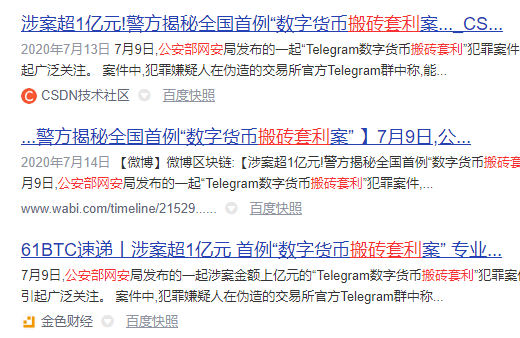 涉案超1亿元!警方揭秘全国首例“数字货币搬砖套利案..._CS...
2020年7月13日 7月9日,公安部网安局发布的一起“Telegram数字货币搬砖套利”犯罪案件
起广泛关注。 案件中,犯罪嫌疑人在伪造的交易所官方Telegram群中称,能...
CSDN技术社区 百度快照
...警方揭秘全国首例“数字货币搬砖套利案” 】7月9日,公...
2020年7月14日 【微博】微博区块链:【涉案超1亿元!警方揭秘全国首例“数字货币搬砖套
月9日,公安部网安局发布的一起“Telegram数字货币搬砖套利”犯罪案件,...
www.wabi.com/timeline/21529...... 百度快照
61BTC速递丨涉案超1亿元 首例“数字货币搬砖套利案” 专业...
7月9日,公安部网安局发布的一起涉案金额上亿元的“Telegram数字货币搬砖套利”犯罪案
引起广泛关注。 案件中,犯罪嫌疑人在伪造的交易所官方Telegram群中称...
金色财经 百度快照